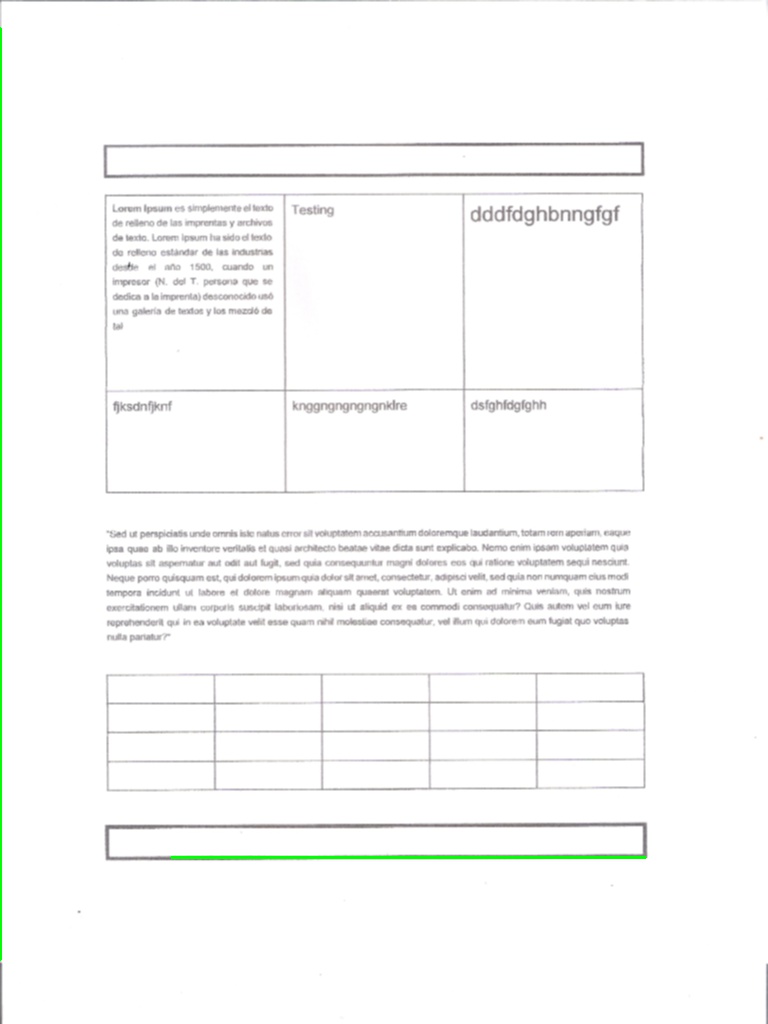 Lorem Ipsum es simplemente el texto
de relleno de las imprentas y archivos
de texto. Lorem Ipsum ha sido el texto
de relleno estándar de las industrias
desde el año 1500, cuando un
impresor (N. del T. persona que se
dedica a la imprenta) desconocido usó
una galería de textos y los mezcló de
tal
Testing
dddfdghbnngfgf
fjksdnfjknf
knggngngngngnkfre
dsfghfdgfghh
"Sed ut perspiciatis unde omnis iste natus error sit voluptatem accusantium doloremque laudantium, totam rem aperiam, eaque
ipsa quae ab illo inventore veritatis et quasi architecto beatae vitae dicta sunt explicabo. Nemo enim ipsam voluptatem quia
voluptas sit aspernatur aut odit aut fugit, sed quia consequuntur magni dolores eos qui ratione voluptatem sequi nesciunt.
Neque porro quisquam est, qui dolorem ipsum quia dolor sit amet, consectetur, adipisci velit, sed quia non numquam eius modi
tempora incidunt ut labore et dolore magnam aliquam quaerat voluptatem. Ut enim ad minima veniam, quis nostrum
exercitationem ullam corporis suscipit laboriosam, nisi ut aliquid ex ea commodi consequatur? Quis autem vel eum iure
reprehenderit qui in ea voluptate velit esse quam nihil molestiae consequatur, vel illum qui dolorem eum fugiat quo voluptas
nulla pariatur?"